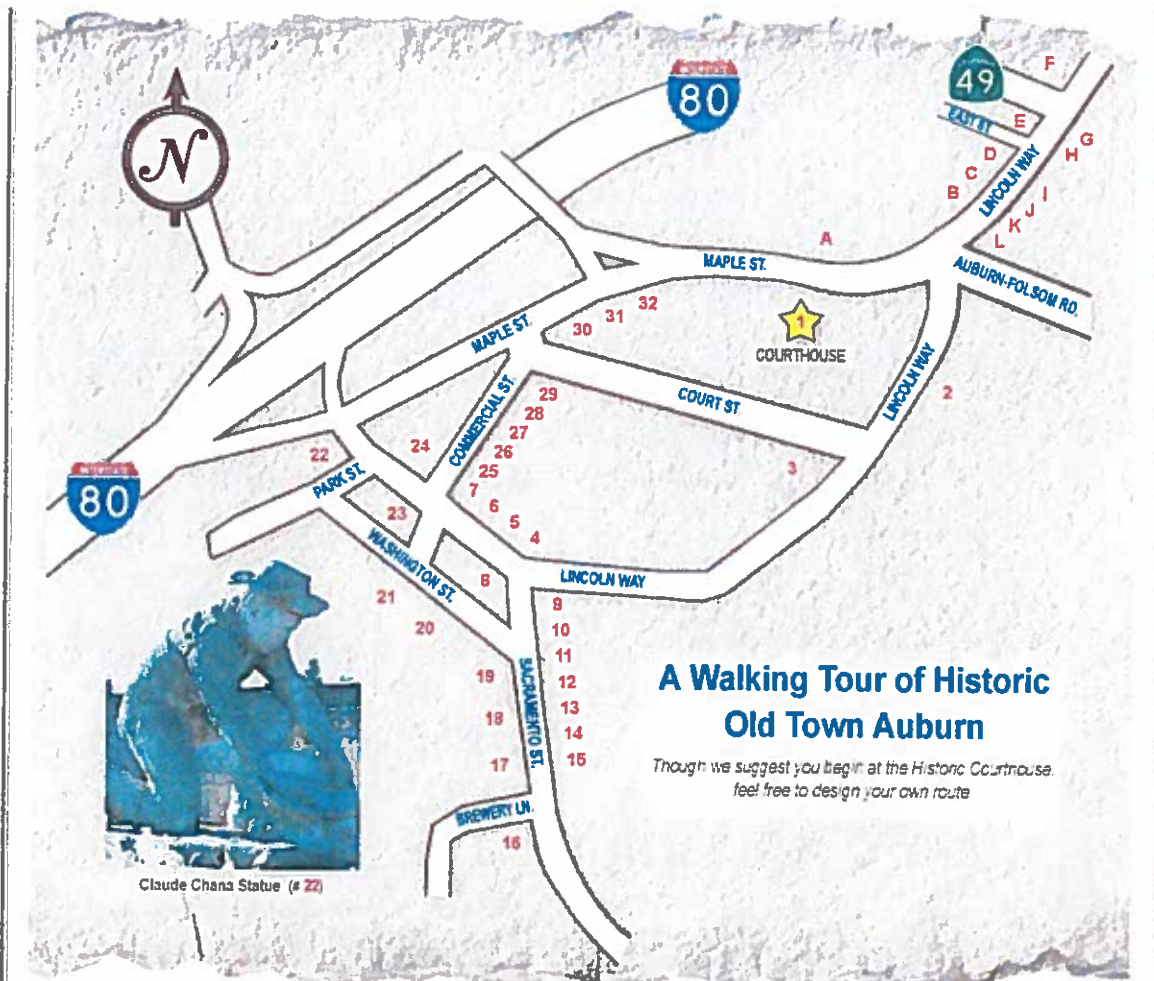 80
49
F
EAST ST
E
G
H
D
C
B
LINCOLN WAY
I
J
K
L
N
A
MAPLE ST.
AUBURN-FOLSOM RD.
32
31
30
1
COURTHOUSE
MAPLE ST.
LINCOLN WAY
2
COURT ST
29
28
27
26
25
7
6
5
4
COMMERCIAL ST.
24
3
22
80
PARK ST.
23
WASHINGTON ST.
8
LINCOLN WAY
21
20
9
10
11
12
13
14
15
19
18
17
SACRAMENTO ST.
BREWERY LN.
16
A Walking Tour of Historic
Old Town Auburn
Though we suggest you begin at the Historic Courthouse,
feel free to design your own route
Claude Chana Statue (# 22)